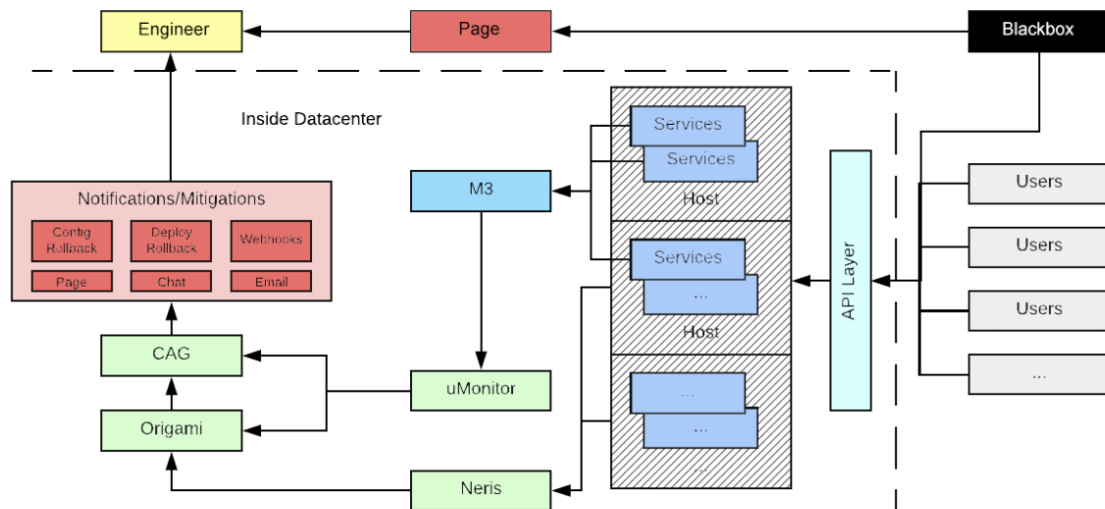 Engineer
Page
Blackbox
Inside Datacenter
Services
Services
Host
Services
...
Host
...
...
...
API Layer
Users
Users
Users
...
M3
Notifications/Mitigations
Config
Rollback
Deploy
Rollback
Webhooks
Page
Chat
Email
CAG
uMonitor
Origami
Neris